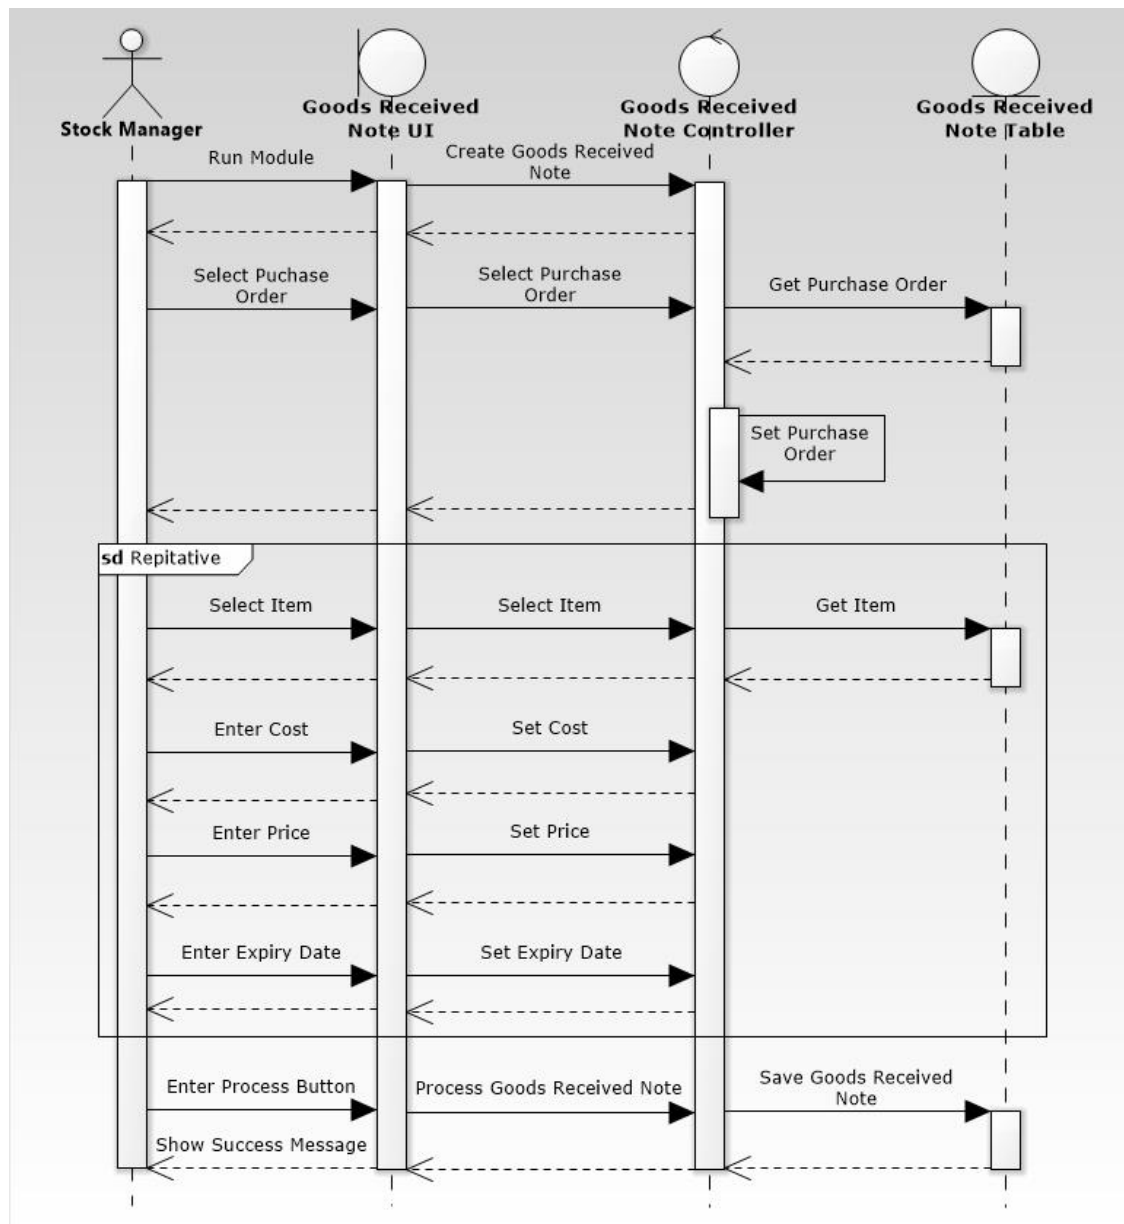 Stock Manager
Goods Received
Note UI
Goods Received
Note Controller
Goods Received
Note Table
Run Module
Create Goods Received
Note
Select Puchase
Order
Select Purchase
Order
Get Purchase Order
Set Purchase
Order
sd Repitative
Select Item
Select Item
Get Item
Enter Cost
Set Cost
Enter Price
Set Price
Enter Expiry Date
Set Expiry Date
Enter Process Button
Process Goods Received Note
Save Goods Received
Note
Show Success Message